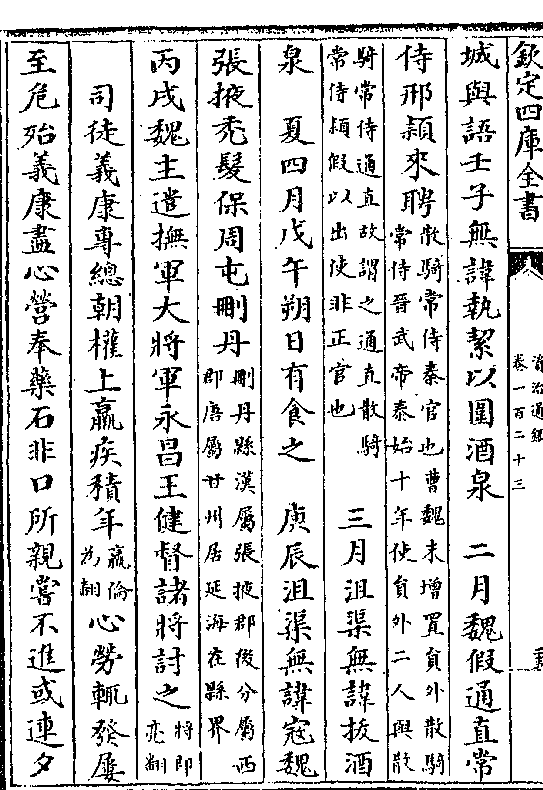 欽定四庫全書
資治通鑑
卷一百二十三
城與語壬子無諱執絜以圍酒泉　二月魏假通直常
侍邢穎來聘散騎常侍秦官也曹魏末增置員外散騎常侍晉武帝泰始十年使員外二人與散
騎常侍通直故謂之通直散騎常侍穎假以出使非正官也　三月沮渠無諱拔酒
泉　夏四月戊午朔日有食之　庚辰沮渠無諱寇魏
張掖禿髮保周屯刪丹刪丹縣漢屬張掖郡後分屬西郡唐屬甘州居延海在縣界
丙戌魏主遣撫軍大將軍永昌王健督諸將討之將即亮翻
司徒義康專總朝權上羸疾積年羸倫為翻心勞輒發屢
至危殆義康盡心營奉藥石非口所親嘗不進或連夕